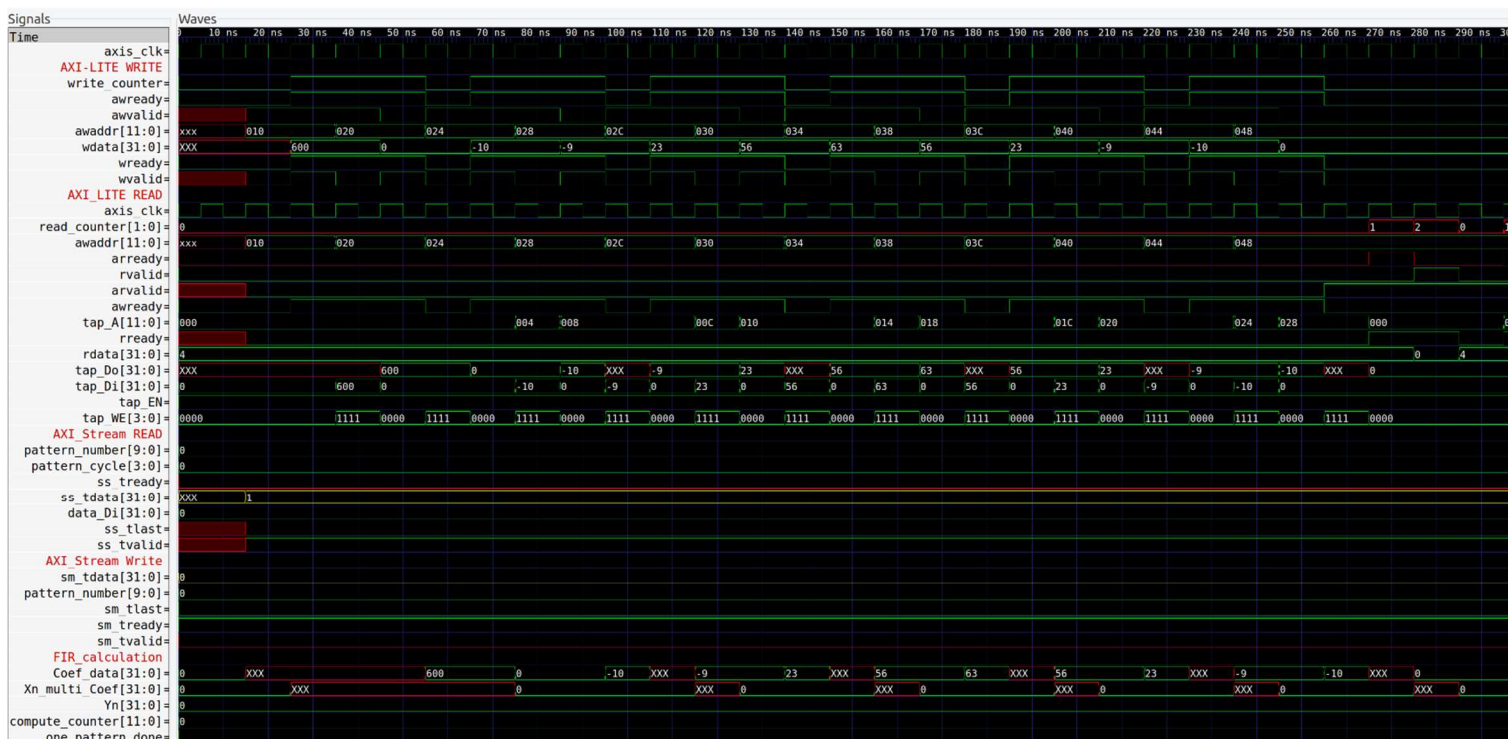 Signals Waves
Time 10 ns 20 ns 30 ns 40 ns 50 ns 60 ns 70 ns 80 ns 90 ns 100 ns 110 ns 120 ns 130 ns 140 ns 150 ns 160 ns 170 ns 180 ns 190 ns 200 ns 210 ns 220 ns 230 ns 240 ns 250 ns 260 ns 270 ns 280 ns 290 ns 30
axis_clk=
AXI-LITE WRITE
write_counter=
awready=
awvalid=
awaddr[11:0]= xxx 010 020 024 028 02C 030 034 038 03C 040 044 048
wdata[31:0]= XXX 600 0 -10 -9 23 56 63 56 23 -9 -10 0
wready=
wvalid=
AXI_LITE READ
axis_clk=
read_counter[1:0]= 0 1 2 0
awaddr[11:0]= xxx 010 020 024 028 02C 030 034 038 03C 040 044 048
arready=
rvalid=
arvalid=
awready=
tap_A[11:0]= 000 004 008 00C 010 014 018 01C 020 024 028 000
rready=
rdata[31:0]= 4 0 4
tap_Do[31:0]= XXX 600 0 -10 XXX -9 23 XXX 56 63 XXX 56 23 XXX -9 -10 XXX 0
tap_Di[31:0]= 0 600 0 -10 0 -9 0 23 0 56 0 63 0 56 0 23 0 -9 0 -10 0
tap_EN=
tap_WE[3:0]= 0000 1111 0000 1111 0000 1111 0000 1111 0000 1111 0000 1111 0000 1111 0000 1111 0000 1111 0000 1111 0000 1111 0000 1111 0000
AXI_Stream READ
pattern_number[9:0]= 0
pattern_cycle[3:0]= 0
ss_tready=
ss_tdata[31:0]= XXX 1
data_Di[31:0]= 0
ss_tlast=
ss_tvalid=
AXI_Stream Write
sm_tdata[31:0]= 0
pattern_number[9:0]= 0
sm_tlast=
sm_tready=
sm_tvalid=
FIR_calculation
Coef_data[31:0]= 0 XXX 600 0 -10 XXX -9 23 XXX 56 63 XXX 56 23 XXX -9 -10 XXX 0
Xn_multi_Coef[31:0]= 0 XXX 0 XXX 0 XXX 0 XXX 0 XXX 0 XXX 0
Yn[31:0]= 0
compute_counter[11:0]= 0
one_pattern_done=